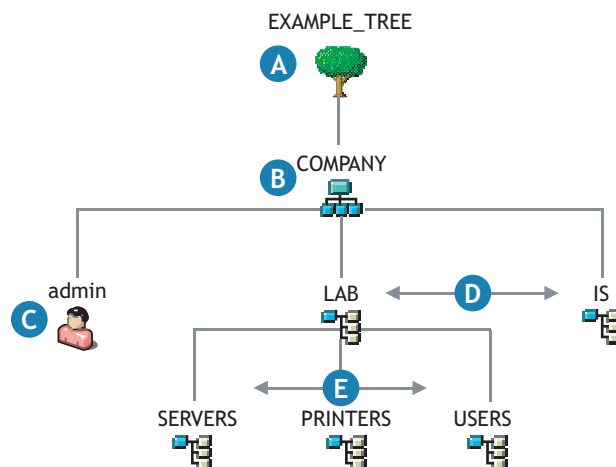 EXAMPLE_TREE
A
COMPANY
B
admin
LAB
D
IS
C
E
SERVERS
PRINTERS
USERS